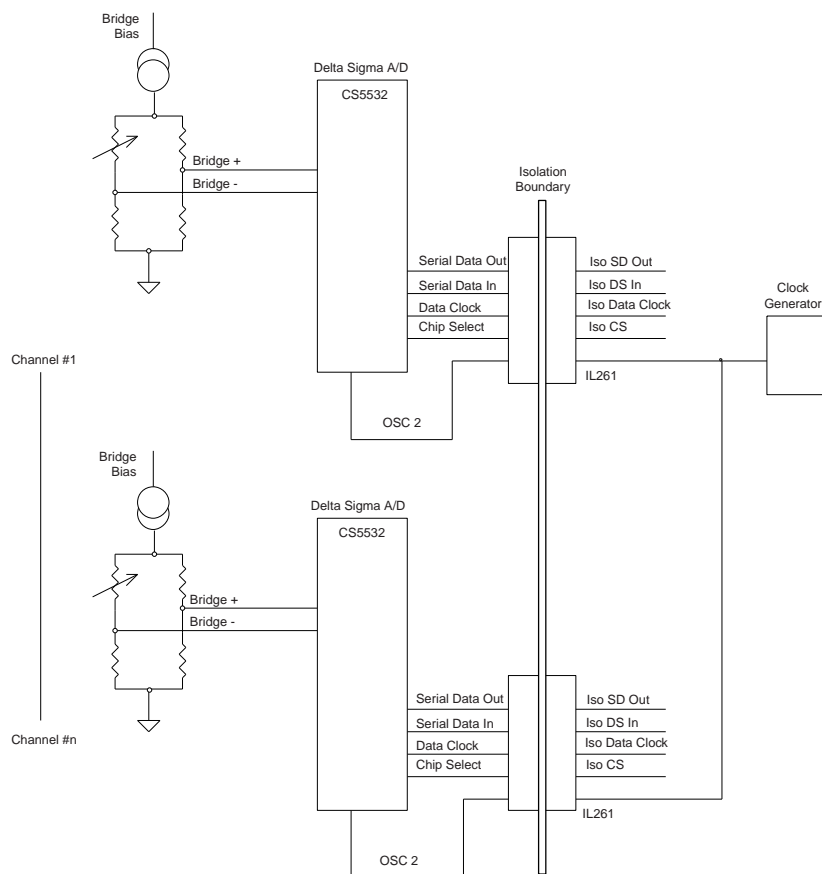 Bridge
Bias
Delta Sigma A/D
CS5532
Bridge +
Bridge -
Isolation
Boundary
Serial Data Out
Serial Data In
Data Clock
Chip Select
Iso SD Out
Iso DS In
Iso Data Clock
Iso CS
Clock
Generator
Channel #1
IL261
OSC 2
Bridge
Bias
Delta Sigma A/D
CS5532
Bridge +
Bridge -
Serial Data Out
Serial Data In
Data Clock
Chip Select
Iso SD Out
Iso DS In
Iso Data Clock
Iso CS
Channel #n
IL261
OSC 2